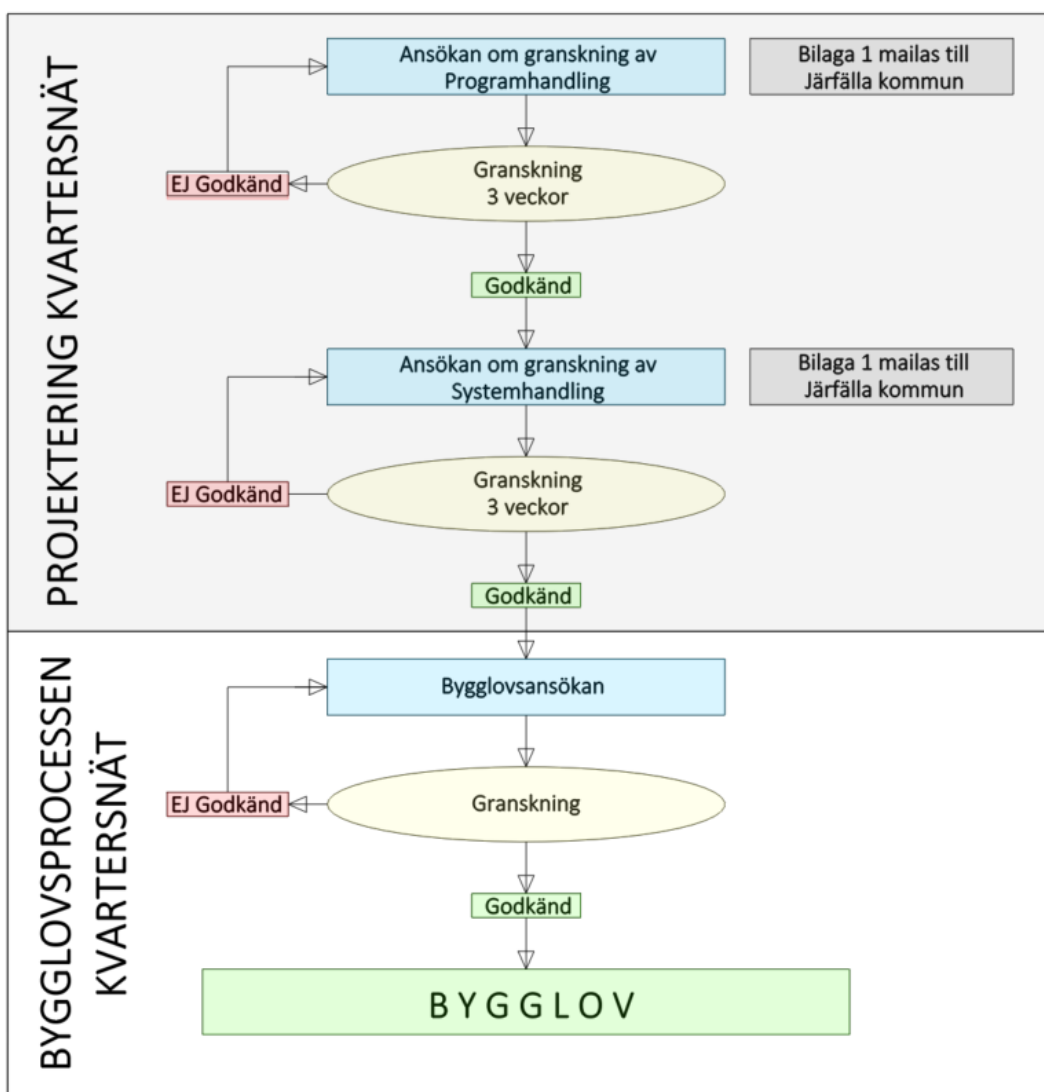 PROJEKTERING KVARTERSNÄT
Ansökan om granskning av
Programhandling
Bilaga 1 mailas till
Järfälla kommun
Granskning
3 veckor
EJ Godkänd
Godkänd
Ansökan om granskning av
Systemhandling
Bilaga 1 mailas till
Järfälla kommun
Granskning
3 veckor
EJ Godkänd
Godkänd
BYGGLOVSPROCESSEN
KVARTERSNÄT
Bygglovsansökan
Granskning
EJ Godkänd
Godkänd
BYGGLOV